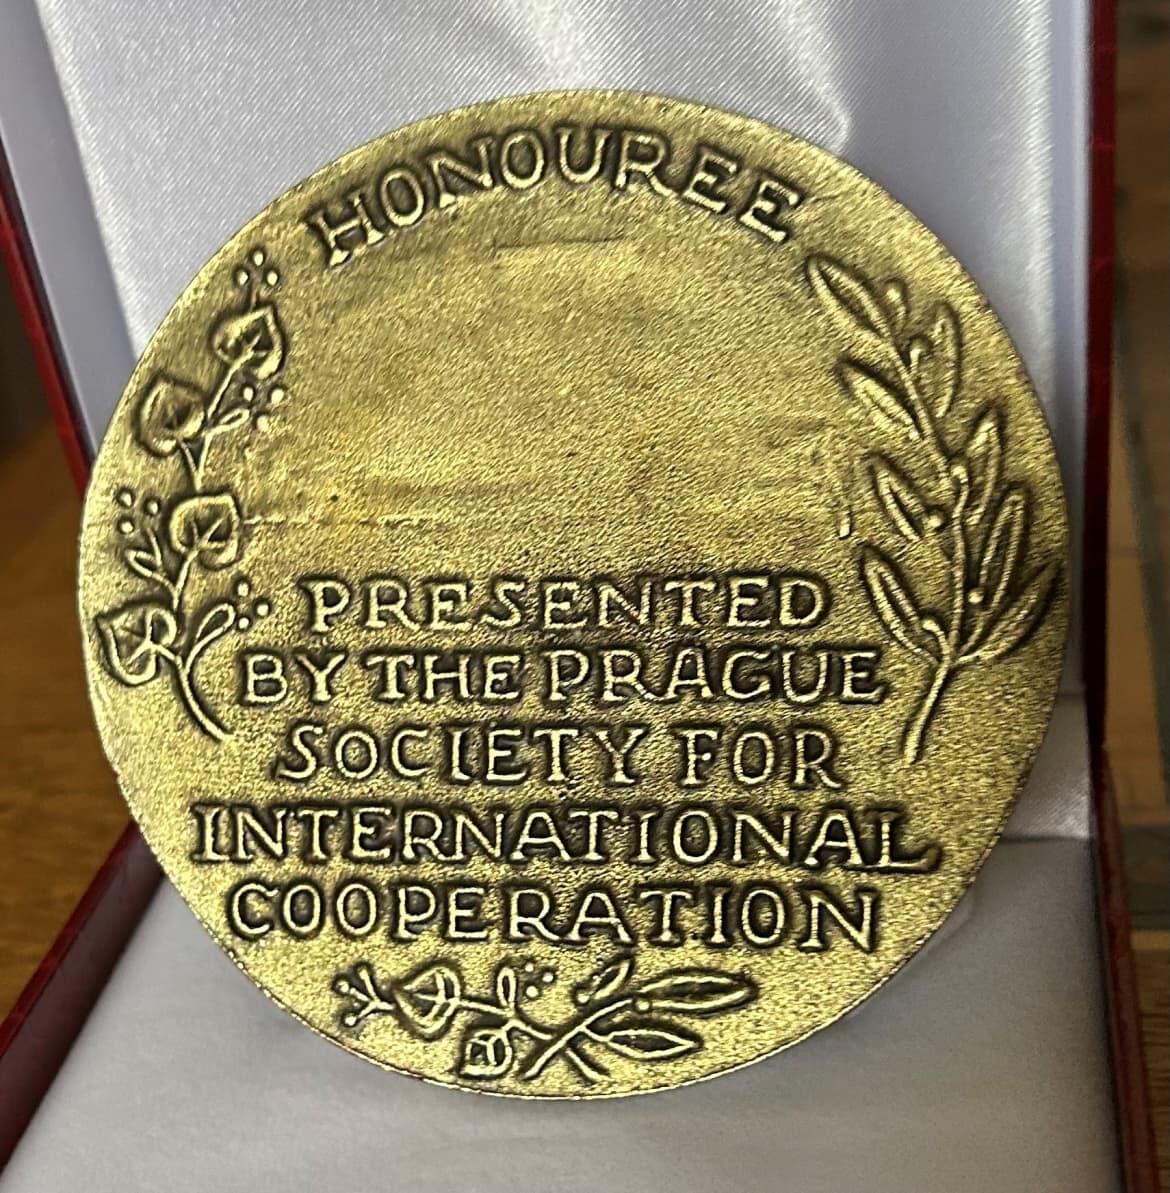 HONOUREE
PRESENTED
BY THE PRAGUE
SOCIETY FOR
INTERNATIONAL
COOPERATION